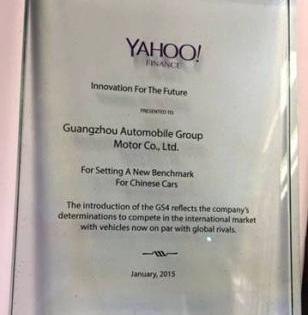 YAHOO!
FINANCE
Innovation For The Future
PRESENTED TO
Guangzhou Automobile Group
Motor Co., Ltd.
For Setting A New Benchmark
For Chinese Cars
The introduction of the GS4 reflects the company's
determinations to compete in the international market
with vehicles now on par with global rivals.
January, 2015